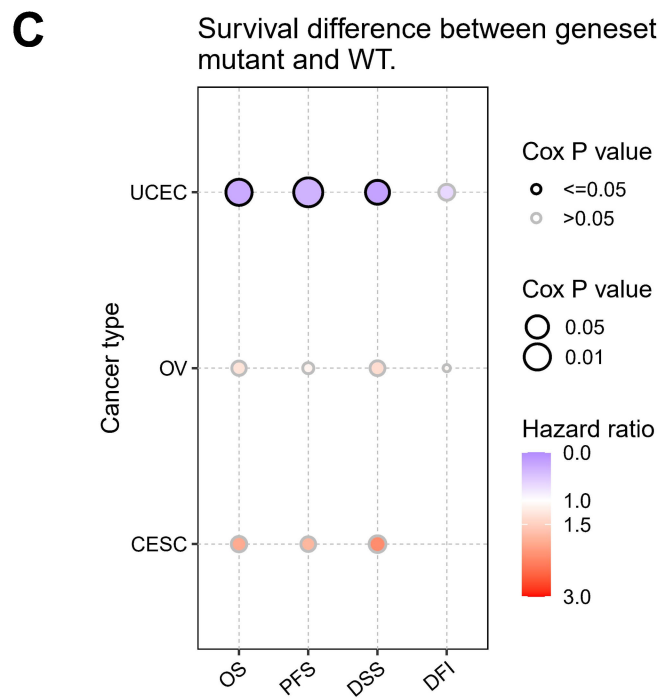 C
Survival difference between geneset
mutant and WT.
Cancer type
UCEC
OV
CESC
OS
PFS
DSS
DFI
Cox P value
<=0.05
>0.05
Cox P value
0.05
0.01
Hazard ratio
0.0
1.0
1.5
3.0